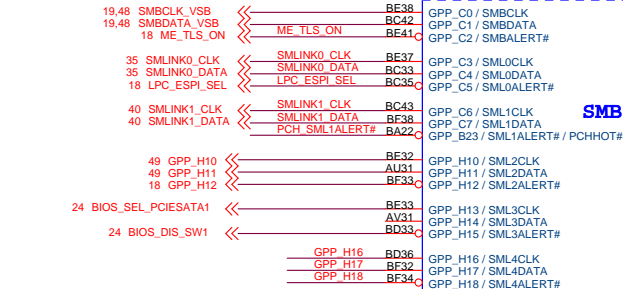 19,48 SMBCLK_VSB BE38 GPP_C0 / SMBCLK
19,48 SMBDATA_VSB BC42 GPP_C1 / SMBDATA
18 ME_TLS_ON ME_TLS_ON BF41 GPP_C2 / SMBALERT#
35 SMLINK0_CLK SMLINK0_CLK BE37 GPP_C3 / SML0CLK
35 SMLINK0_DATA SMLINK0_DATA BC33 GPP_C4 / SML0DATA
18 LPC_ESPI_SEL BC35 GPP_C5 / SML0ALERT#
40 SMLINK1_CLK SMLINK1_CLK BC43 GPP_C6 / SML1CLK SMB
40 SMLINK1_DATA SMLINK1_DATA BF38 GPP_C7 / SML1DATA
PCH_SML1ALERT# BA22 GPP_B23 / SML1ALERT# / PCHHOT#
49 GPP_H10 BE32 GPP_H10 / SML2CLK
49 GPP_H11 AU31 GPP_H11 / SML2DATA
18 GPP_H12 BF33 GPP_H12 / SML2ALERT#
24 BIOS_SEL_PCIESATA1 BE33 GPP_H13 / SML3CLK
AV31 GPP_H14 / SML3DATA
24 BIOS_DIS_SW1 BD33 GPP_H15 / SML3ALERT#
GPP_H16 BD36 GPP_H16 / SML4CLK
GPP_H17 BF32 GPP_H17 / SML4DATA
GPP_H18 BF34 GPP_H18 / SML4ALERT#